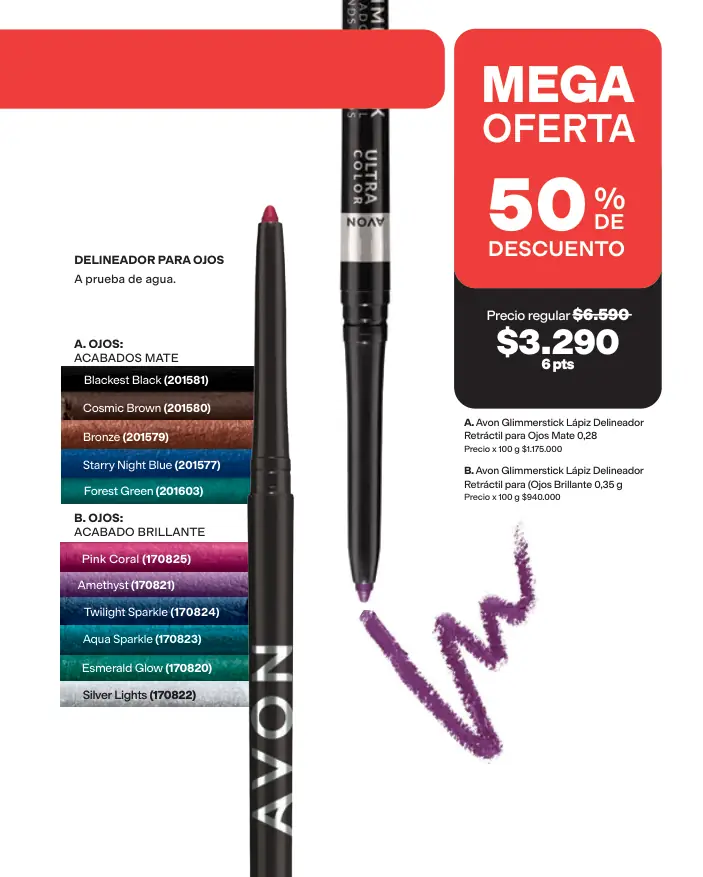 MEGA
OFERTA
50 % DE
DESCUENTO
Precio regular $6.590
$3.290
6 pts
A. Avon Glimmerstick Lápiz Delineador
Retráctil para Ojos Mate 0,28
Precio x 100 g $1.175.000
B. Avon Glimmerstick Lápiz Delineador
Retráctil para (Ojos Brillante 0,35 g
Precio x 100 g $940.000
DELINEADOR PARA OJOS
A prueba de agua.
A. OJOS:
ACABADOS MATE
Blackest Black (201581)
Cosmic Brown (201580)
Bronze (201579)
Starry Night Blue (201577)
Forest Green (201603)
B. OJOS:
ACABADO BRILLANTE
Pink Coral (170825)
Amethyst (170821)
Twilight Sparkle (170824)
Aqua Sparkle (170823)
Esmerald Glow (170820)
Silver Lights (170822)
ULTRA
COLOR
AVON
AVON